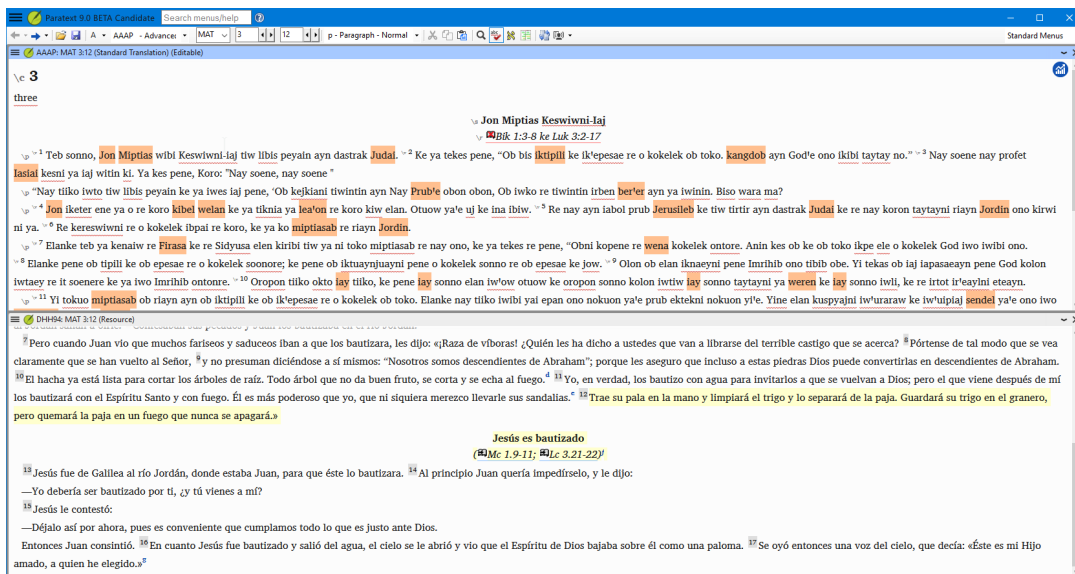 Paratext 9.0 BETA Candidate Search menus/help
A AAAP - Advance MAT 3 12 p - Paragraph - Normal Standard Menus
AAAP: MAT 3:12 (Standard Translation) (Editable)
\c 3
three
\s Jon Miptias Keswiwni-Iaj
\r Bik 1:3-8 ke Luk 3:2-17
\p 1 Teb sonno, Jon Miptias wibi Keswiwni-iaj tiw libis peyain ayn dastrak Judai. 2 Ke ya tekes pene, “Ob bis iktipili ke ik'epesae re o kokelek ob toko. kangdob ayn God'e ono ikibi taytay no.” 3 Nay soene nay profet
Iasiai kesni ya iaj witin ki. Ya kes pene, Koro: "Nay soene, nay soene "
\p “Nay tiiko iwto tiw libis peyein ke ya iwes iaj pene, ‘Ob kejkiani tiwintin ayn Nay Prub'e obon obon, Ob iwko re tiwintin irben ber'er ayn ya iwinin. Biso wara ma?
\p 4 Jon iketer ene ya o re koro kibel welan ke ya tiknia ya lea'on re koro kiw elan. Otuow ya'e uj ke ina ibiw. 5 Re nay ayn iabol prub Jerusileb ke tiw tirtir ayn dastrak Judai ke re nay koron taytayni riayn Jordin ono kirwi
ni ya. 6 Re kereswiwni re o kokelek ibpai re koro, ke ya ko miptiasab re riayn Jordin.
\p 7 Elanke teb ya kenaiw re Firasa ke re Sidyusa elen kiribi tiw ya ni toko miptiasab re nay ono, ke ya tekes re pene, “Obni kopene re wena kokelek ontore. Anin kes ob ke ob toko ikpe ele o kokelek God iwo iwibi ono.
8 Elanke pene ob tipili ke ob epesae re o kokelek soonore; ke pene ob iktuaynjuayni pene o kokelek sonno re ob epesae ke jow. 9 Olon ob elan iknaeyni pene Imrihib ono tibib obe. Yi tekas ob iaj iapasaeayn pene God kolon
iwtaey re it soenere ke ya iwo Imrihib ontonre. 10 Oropon tiiko okto iay tiiko, ke pene iay sonno elan iw'ow otuow ke oropon sonno kolon iwtiw iay sonno taytayni ya weren ke iay sonno iwli, ke re irtot ir'eaylni eteayn.
\p 11 Yi tokuo miptiasab ob riayn ayn ob iktipili ke ob ik'epesae re o kokelek ob toko. Elanke nay tiiko iwibi yai epan ono nokuon ya'e prub ektekni nokuon yi'e. Yine elan kuspyajni iw'uraraw ke iw'uipiaj sendel ya'e ono iwo
DHH94: MAT 3:12 (Resource)
7 Pero cuando Juan vio que muchos fariseos y saduceos iban a que los bautizara, les dijo: «¡Raza de víboras! ¿Quién les ha dicho a ustedes que van a librarse del terrible castigo que se acerca? 8 Pórtense de tal modo que se vea
claramente que se han vuelto al Señor, 9 y no presuman diciéndose a sí mismos: “Nosotros somos descendientes de Abraham”; porque les aseguro que incluso a estas piedras Dios puede convertirlas en descendientes de Abraham.
10 El hacha ya está lista para cortar los árboles de raíz. Todo árbol que no da buen fruto, se corta y se echa al fuego. d 11 Yo, en verdad, los bautizo con agua para invitarlos a que se vuelvan a Dios; pero el que viene después de mí
los bautizará con el Espíritu Santo y con fuego. Él es más poderoso que yo, que ni siquiera merezco llevarle sus sandalias. e 12 Trae su pala en la mano y limpiará el trigo y lo separará de la paja. Guardará su trigo en el granero,
pero quemará la paja en un fuego que nunca se apagará.»
Jesús es bautizado
(Mc 1.9-11; Lc 3.21-22) f
13 Jesús fue de Galilea al río Jordán, donde estaba Juan, para que éste lo bautizara. 14 Al principio Juan quería impedírselo, y le dijo:
—Yo debería ser bautizado por ti, ¿y tú vienes a mí?
15 Jesús le contestó:
—Déjalo así por ahora, pues es conveniente que cumplamos todo lo que es justo ante Dios.
Entonces Juan consintió. 16 En cuanto Jesús fue bautizado y salió del agua, el cielo se le abrió y vio que el Espíritu de Dios bajaba sobre él como una paloma. 17 Se oyó entonces una voz del cielo, que decía: «Éste es mi Hijo
amado, a quien he elegido.» g